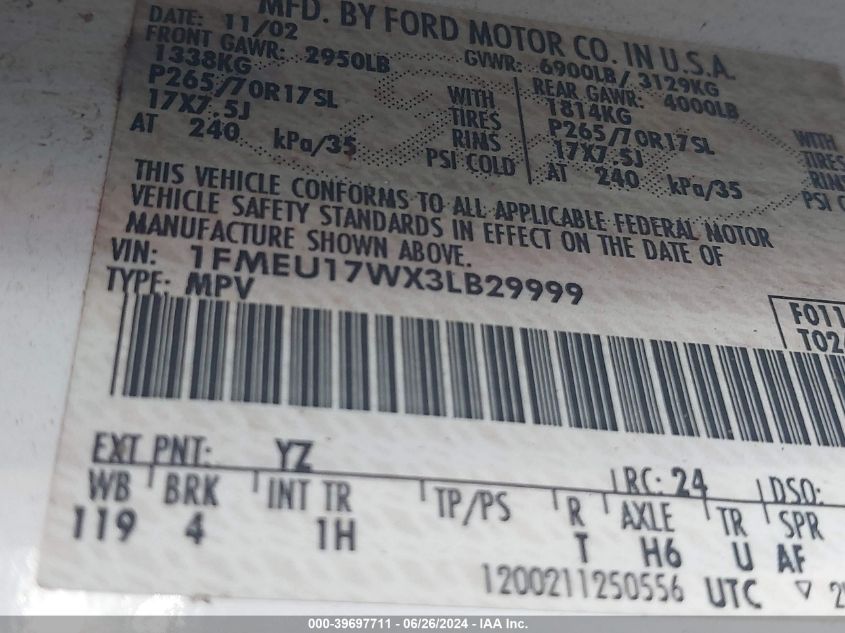 MFD. BY FORD MOTOR CO. IN U.S.A.
DATE: 11/02 GVWR: 6900LB/ 3129KG
FRONT GAWR: 2950LB REAR GAWR: 4000LB
1338KG WITH 1814KG WITH
P265/70R17SL TIRES P265/70R17SL TIRES
17X7.5J RIMS 17X7.5J
AT 240 kPa/35 PSI COLD AT 240 kPa/35 PSI
THIS VEHICLE CONFORMS TO ALL APPLICABLE FEDERAL MOTOR
VEHICLE SAFETY STANDARDS IN EFFECT ON THE DATE OF
MANUFACTURE SHOWN ABOVE.
VIN: 1FMEU17WX3LB29999
TYPE: MPV
F011
EXT PNT: YZ RC: 24 DSO:
WB BRK INT TR TP/PS R AXLE TR SPR
119 4 1H T H6 U AF
1200211250556 UTC
000-39697711 - 06/26/2024 - IAA Inc.